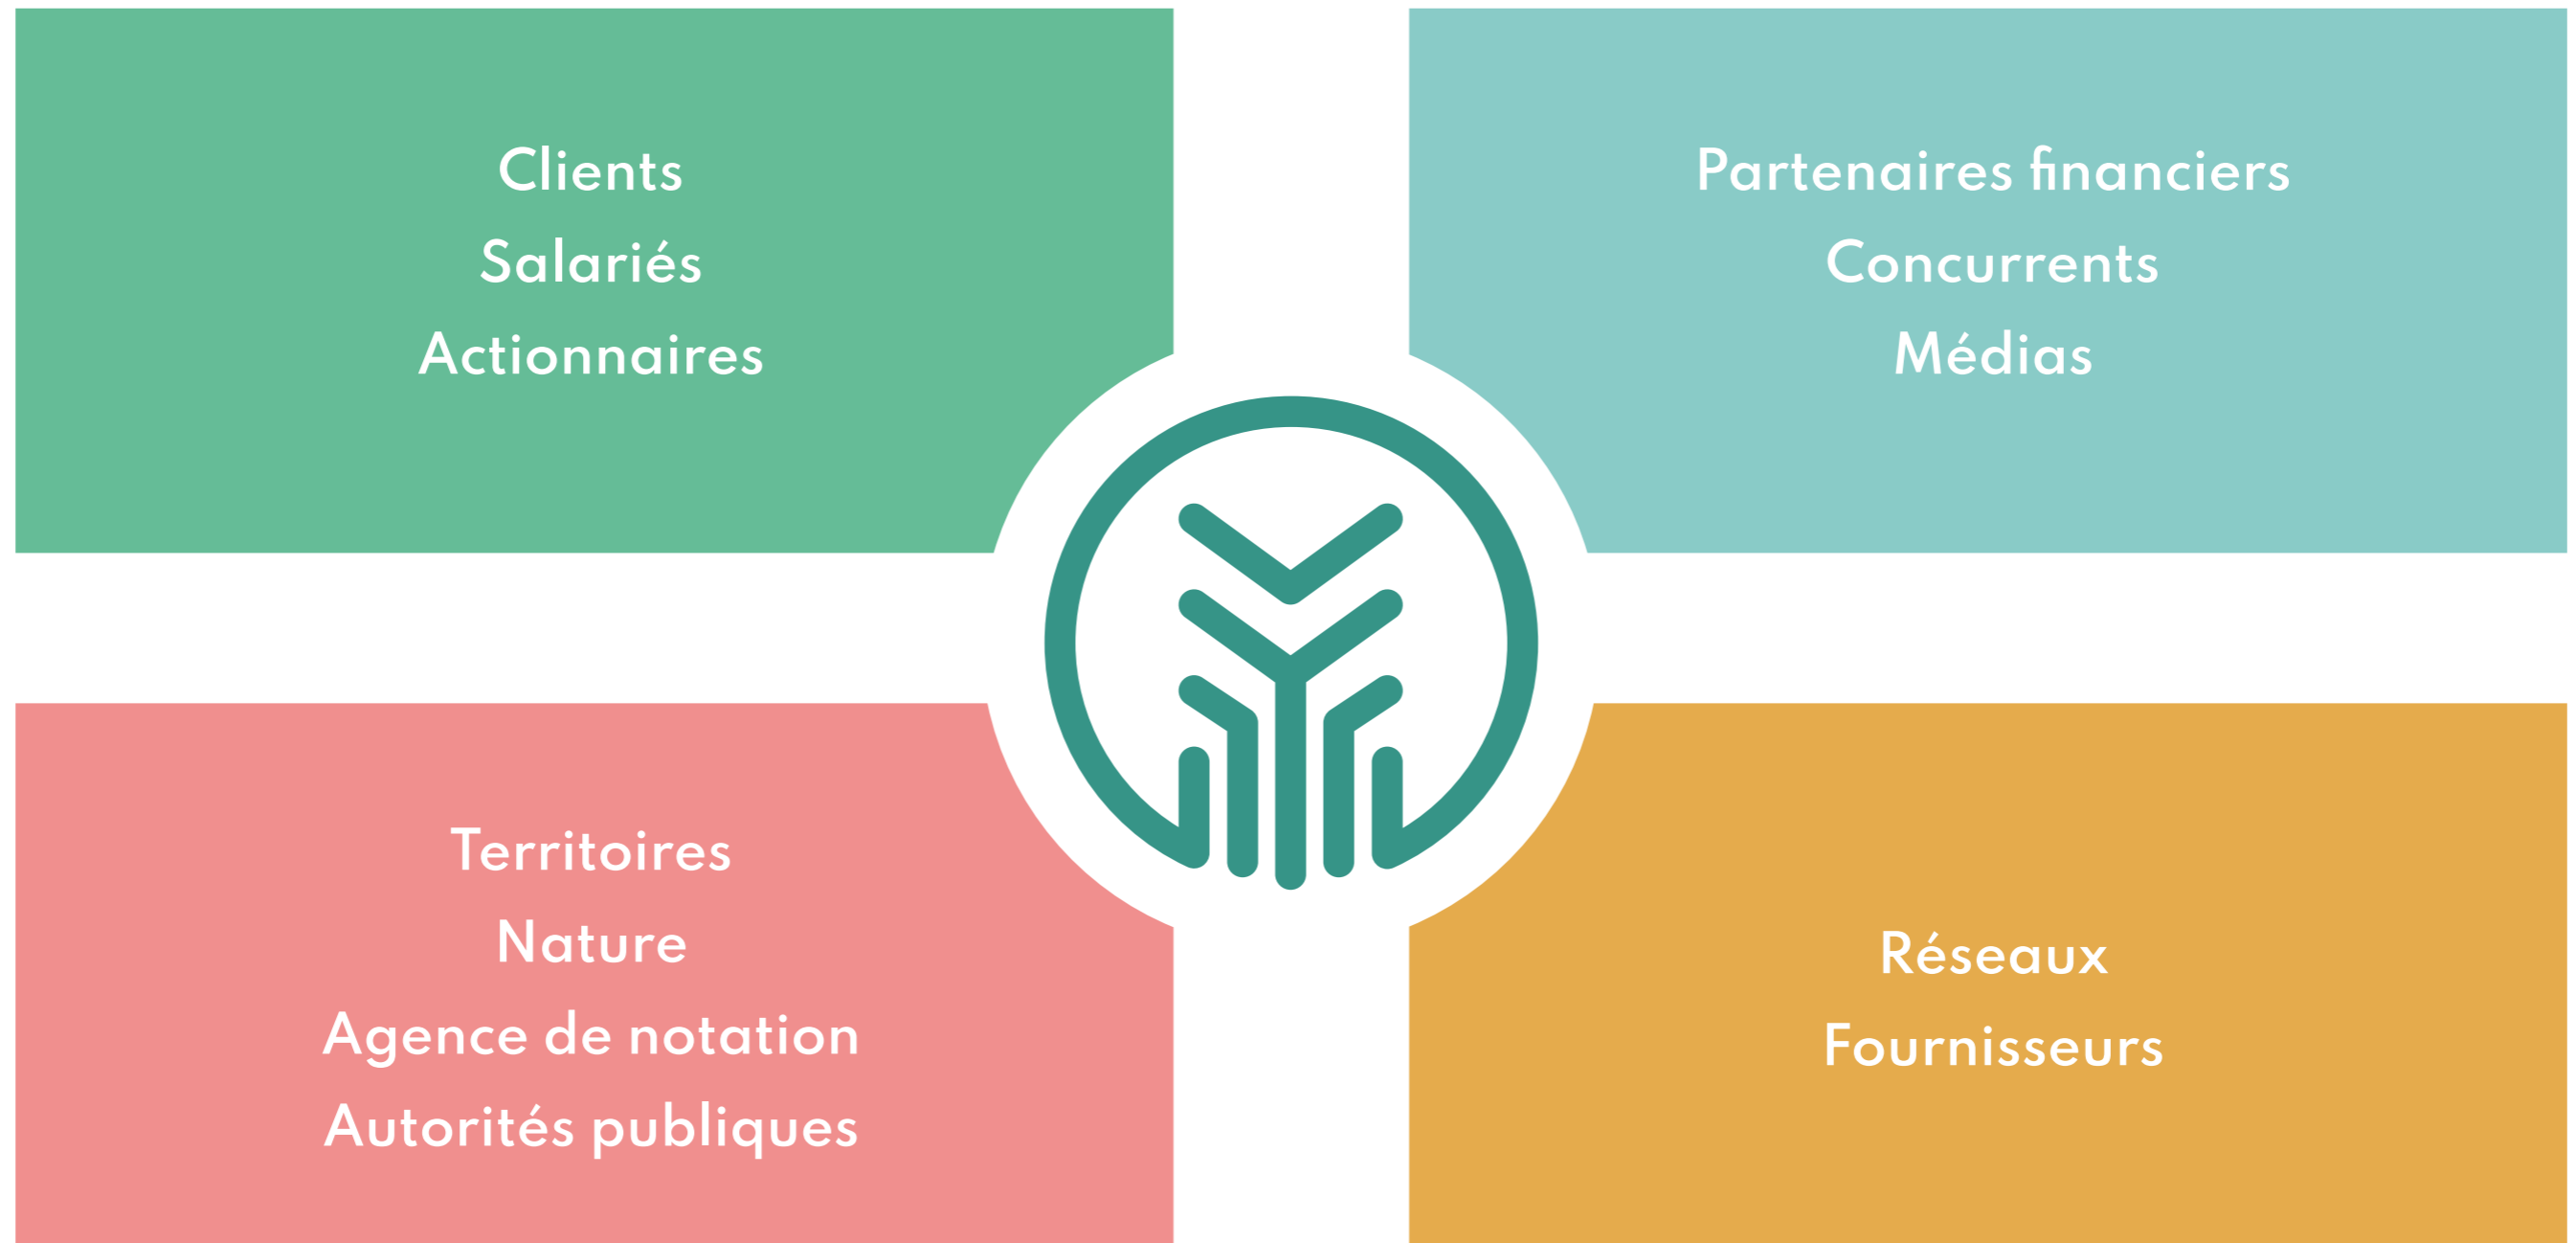 Clients
Salariés
Actionnaires
Partenaires financiers
Concurrents
Médias
Territoires
Nature
Agence de notation
Autorités publiques
Réseaux
Fournisseurs